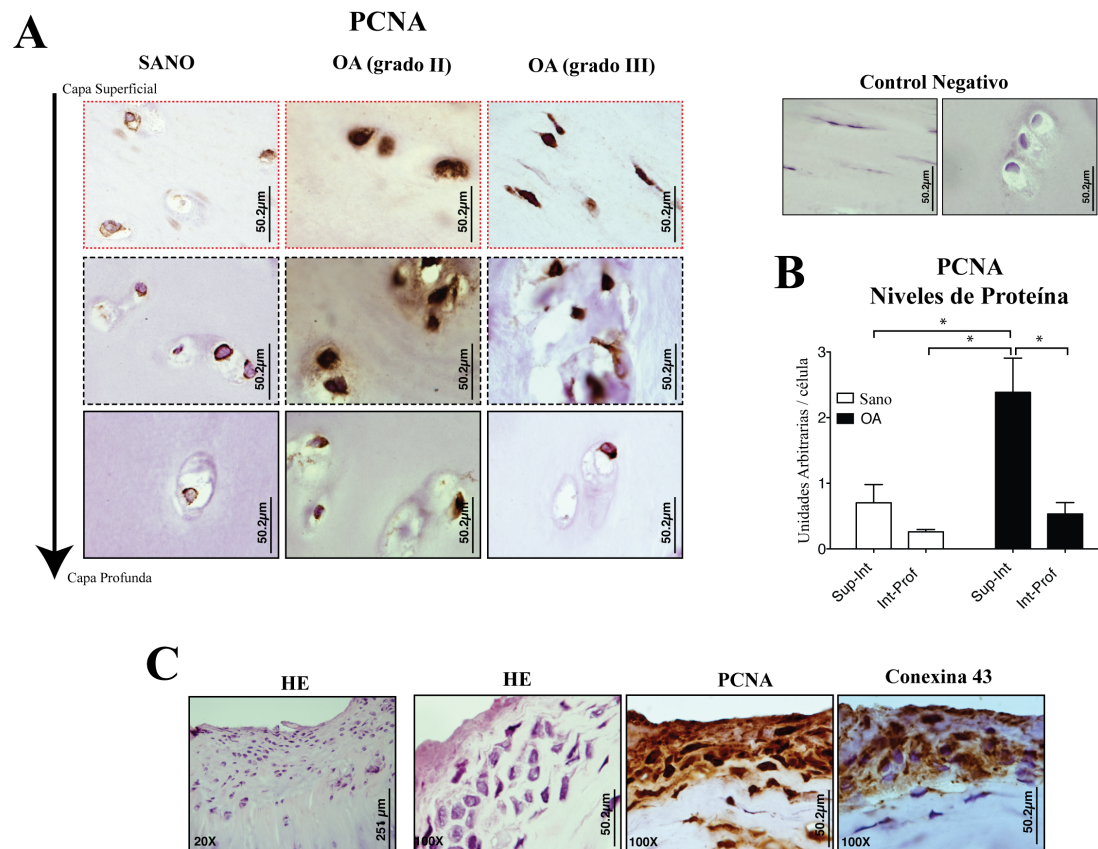 A
PCNA
SANO
OA (grado II)
OA (grado III)
Capa Superficial
50.2µm
50.2µm
50.2µm
50.2µm
50.2µm
50.2µm
50.2µm
50.2µm
50.2µm
Capa Profunda
Control Negativo
50.2µm
50.2µm
B
PCNA
Niveles de Proteína
*
*
*
Unidades Arbitrarias / célula
3
2
1
0
Sano
OA
Sup-Int
Int-Prof
Sup-Int
Int-Prof
C
HE
HE
PCNA
Conexina 43
20X
251 µm
100X
50.2µm
100X
50.2µm
100X
50.2µm